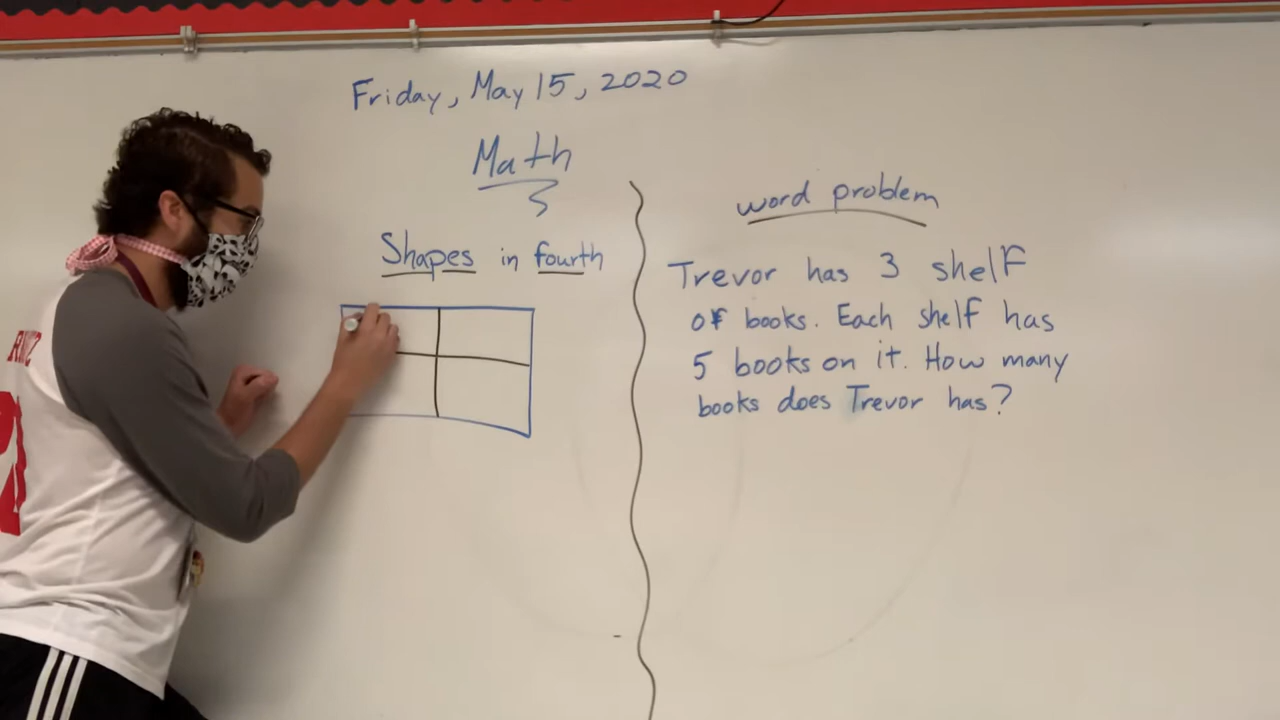 Friday, May 15, 2020
Math
Shapes in fourth
word problem
Trevor has 3 shelf
of books. Each shelf has
5 books on it. How many
books does Trevor has?